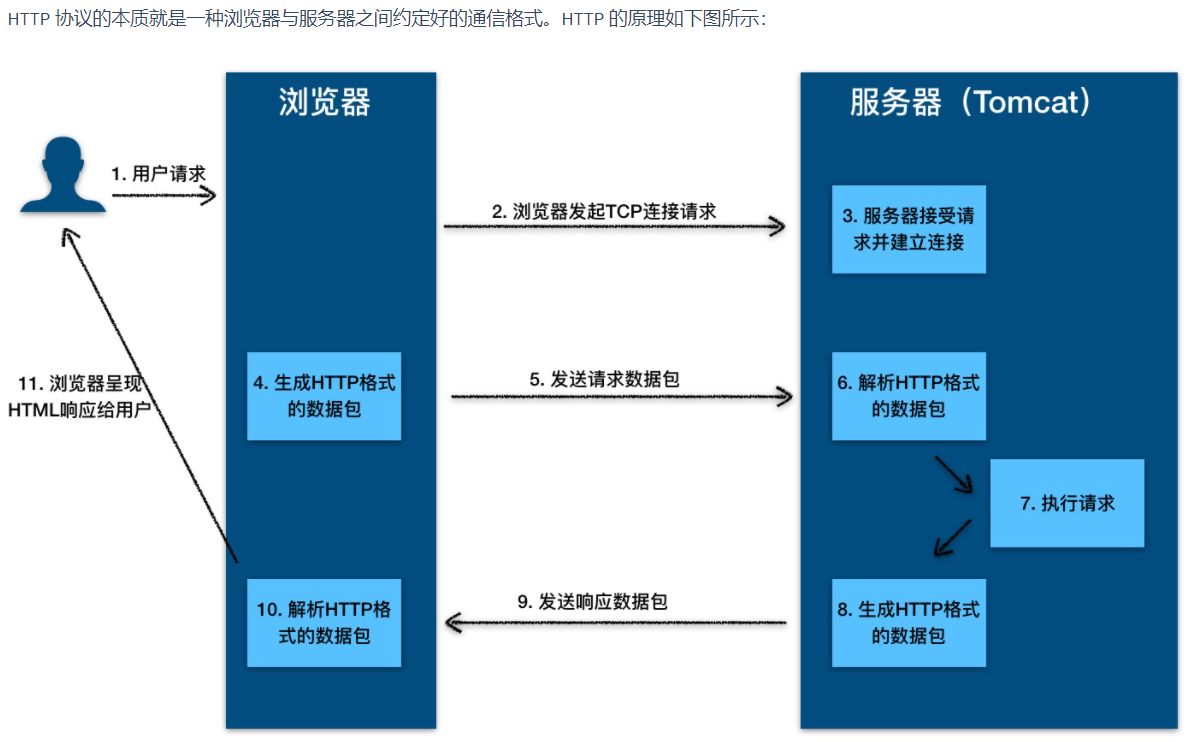 HTTP 协议的本质就是一种浏览器与服务器之间约定好的通信格式。HTTP 的原理如下图所示：
浏览器
服务器（Tomcat）
1. 用户请求
2. 浏览器发起TCP连接请求
3. 服务器接受请
求并建立连接
4. 生成HTTP格式
的数据包
5. 发送请求数据包
6. 解析HTTP格式
的数据包
7. 执行请求
8. 生成HTTP格式
的数据包
9. 发送响应数据包
10. 解析HTTP格
式的数据包
11. 浏览器呈现
HTML响应给用户